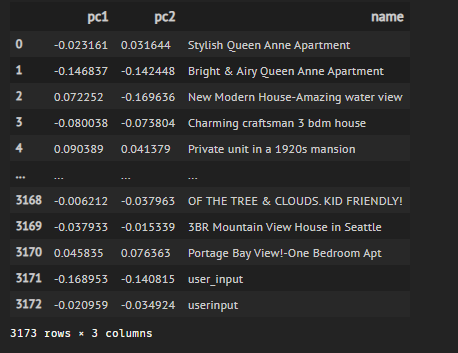 pc1 pc2 name
0 -0.023161 0.031644 Stylish Queen Anne Apartment
1 -0.146837 -0.142448 Bright & Airy Queen Anne Apartment
2 0.072252 -0.169636 New Modern House-Amazing water view
3 -0.080038 -0.073804 Charming craftsman 3 bdm house
4 0.090389 0.041379 Private unit in a 1920s mansion
... ... ... ...
3168 -0.006212 -0.037963 OF THE TREE & CLOUDS. KID FRIENDLY!
3169 -0.037933 -0.015339 3BR Mountain View House in Seattle
3170 0.045835 0.076363 Portage Bay View!-One Bedroom Apt
3171 -0.168953 -0.140815 user_input
3172 -0.020959 -0.034924 userinput
3173 rows × 3 columns